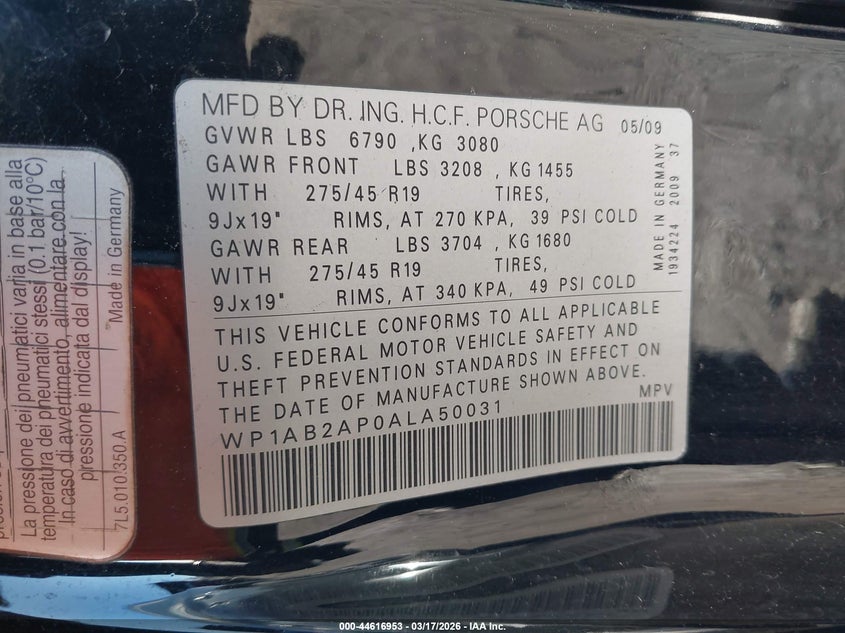 MFD BY DR. ING. H.C.F. PORSCHE AG 05/09
GVWR LBS 6790 ,KG 3080
GAWR FRONT LBS 3208 , KG 1455
WITH 275/45 R19 TIRES,
9Jx19" RIMS, AT 270 KPA, 39 PSI COLD
GAWR REAR LBS 3704 , KG 1680
WITH 275/45 R19 TIRES,
9Jx19" RIMS, AT 340 KPA, 49 PSI COLD
THIS VEHICLE CONFORMS TO ALL APPLICABLE
U.S. FEDERAL MOTOR VEHICLE SAFETY AND
THEFT PREVENTION STANDARDS IN EFFECT ON
THE DATE OF MANUFACTURE SHOWN ABOVE.
WP1AB2AP0ALA50031 MPV
MADE IN GERMANY
1934224 2009 37
La pressione dei pneumatici varia in base alla
temperatura dei pneumatici stessi (0.1 bar/10°C)
In caso di avvertimento, alimentare con la
pressione indicata dal display!
7L5.010.350.A Made in Germany
000-44616953 - 03/17/2026 - IAA Inc.